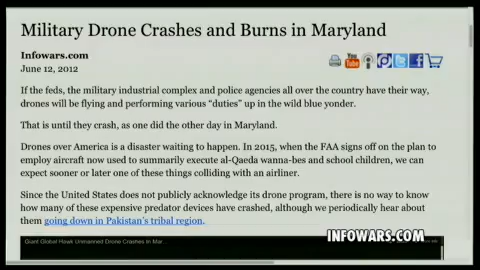 Military Drone Crashes and Burns in Maryland
Infowars.com
June 12, 2012
You
Tube
If the feds, the military industrial complex and police agencies all over the country have their way,
drones will be flying and performing various “duties” up in the wild blue yonder.
That is until they crash, as one did the other day in Maryland.
Drones over America is a disaster waiting to happen. In 2015, when the FAA signs off on the plan to
employ aircraft now used to summarily execute al-Qaeda wanna-bes and school children, we can
expect sooner or later one of these things colliding with an airliner.
Since the United States does not publicly acknowledge its drone program, there is no way to know
how many of these expensive predator devices have crashed, although we periodically hear about
them going down in Pakistan’s tribal region.
INFOWARS.COM
Giant Global Hawk Unmanned Drone Crashes In Mar...